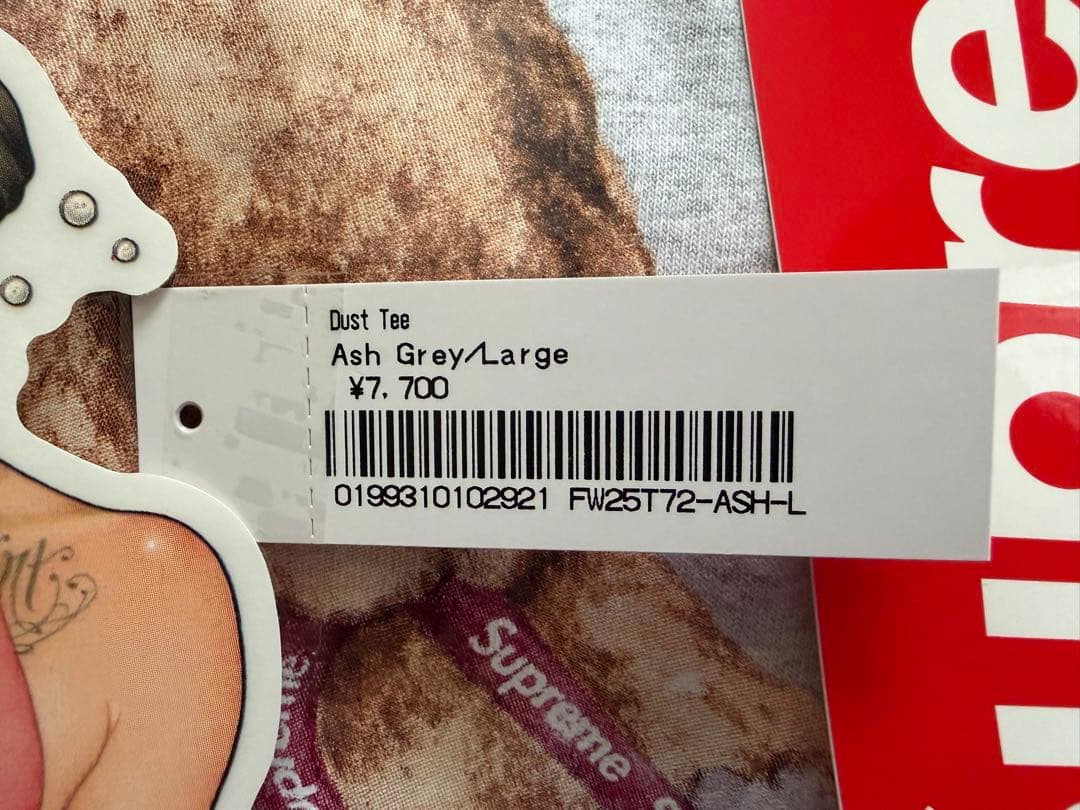 Dust Tee
Ash Grey/Large
¥7,700
0199310102921 FW25T72-ASH-L
Supreme